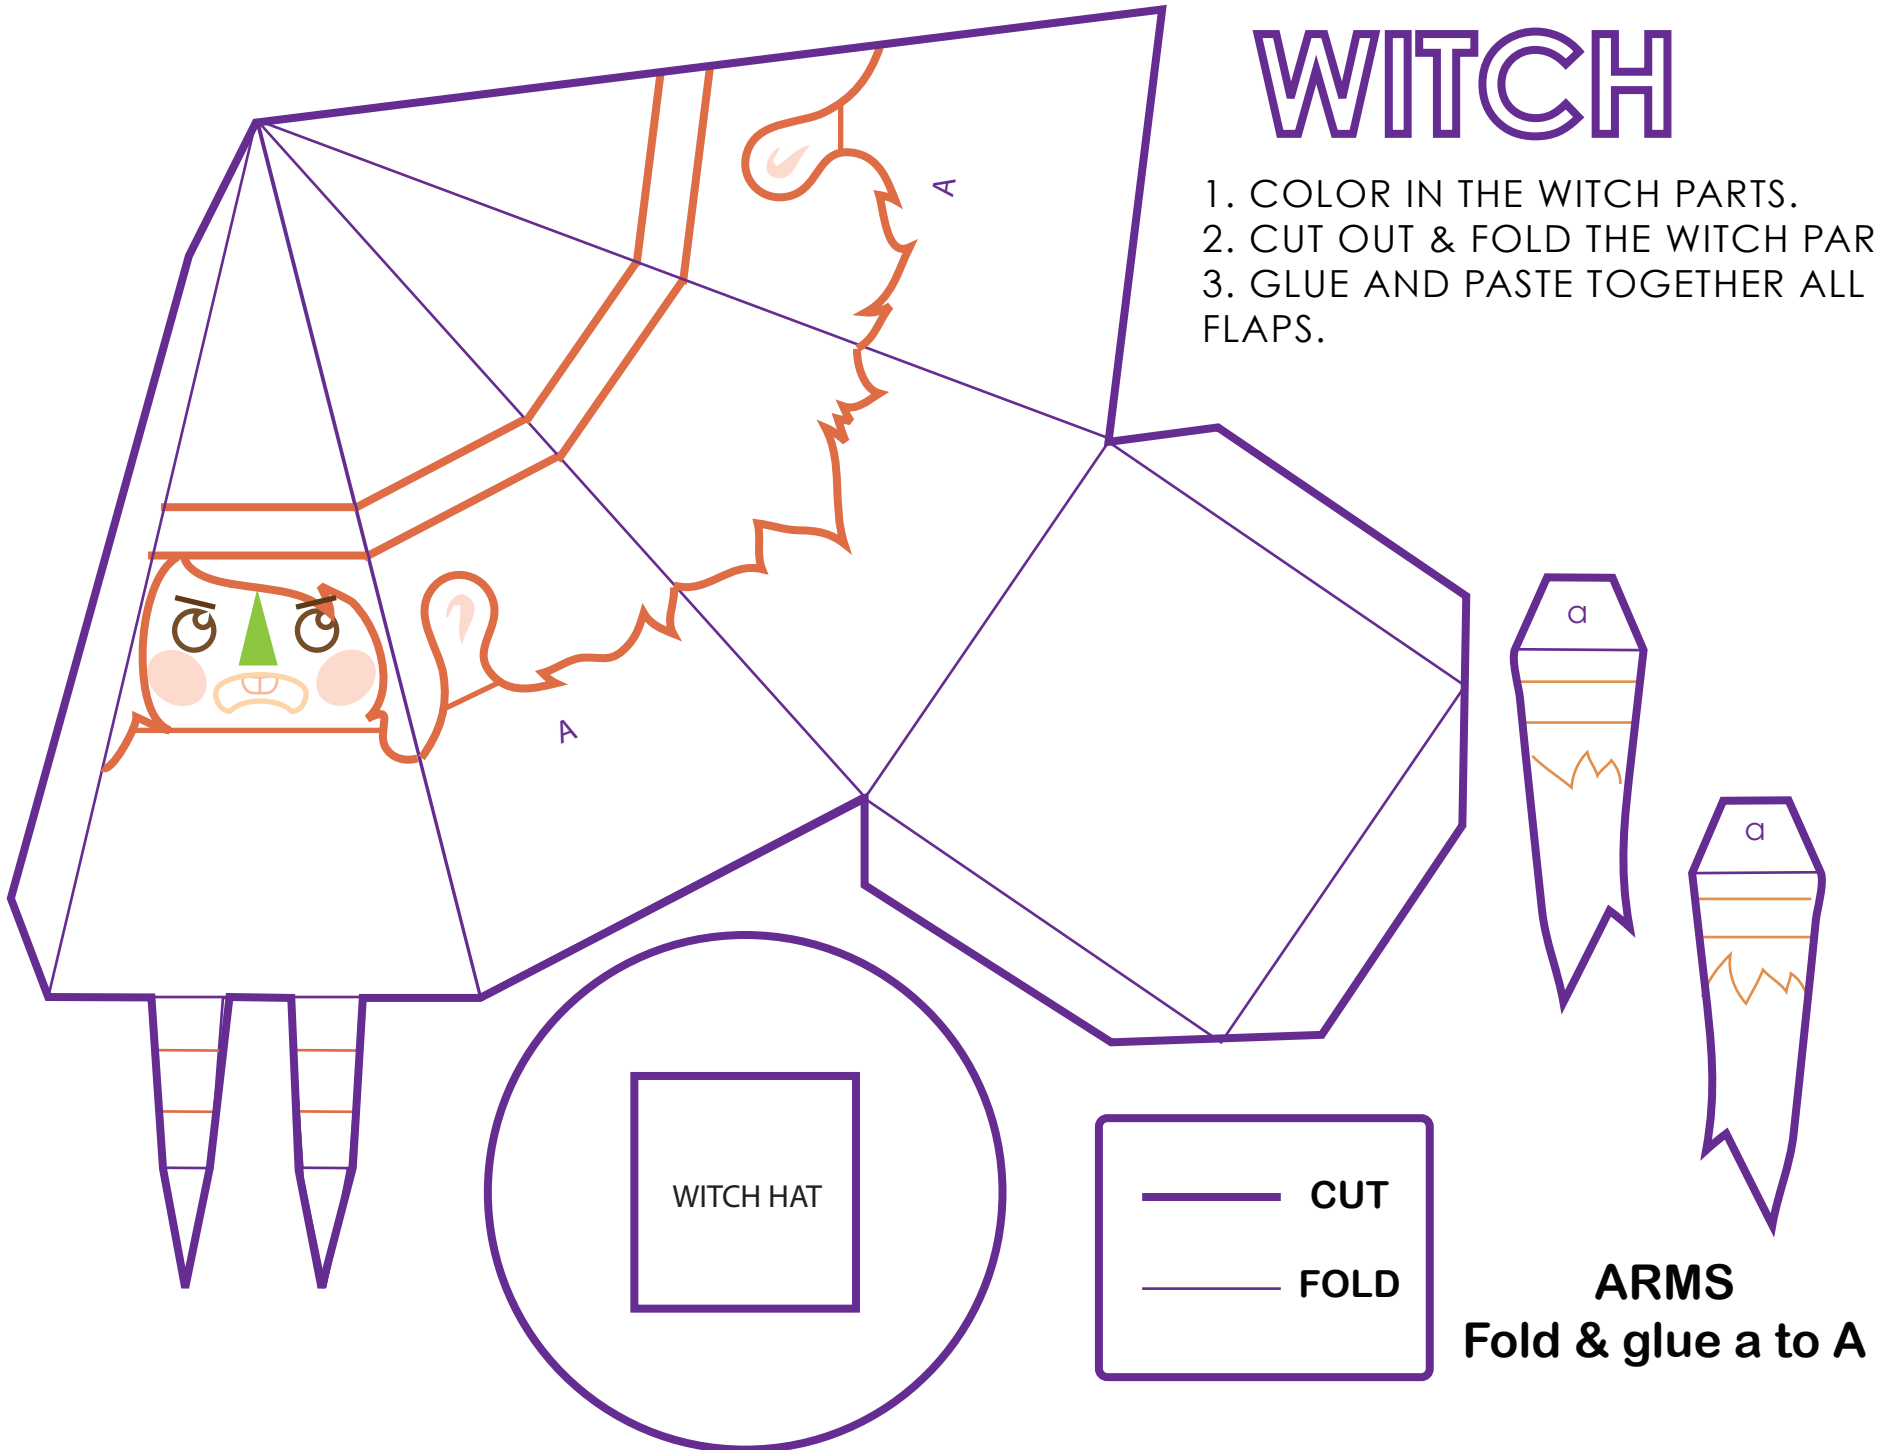 WITCH
1. COLOR IN THE WITCH PARTS.
2. CUT OUT & FOLD THE WITCH PAR
3. GLUE AND PASTE TOGETHER ALL
FLAPS.
A
A
a
a
WITCH HAT
CUT
FOLD
ARMS
Fold & glue a to A